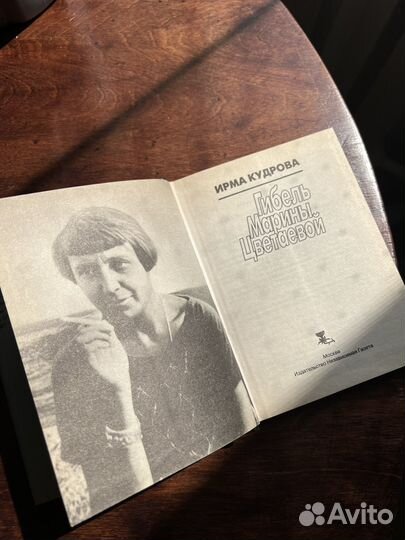 ИРМА КУДРОВА
Гибель
Марины
Цветаевой
Москва
Издательство Независимая Газета
Avito